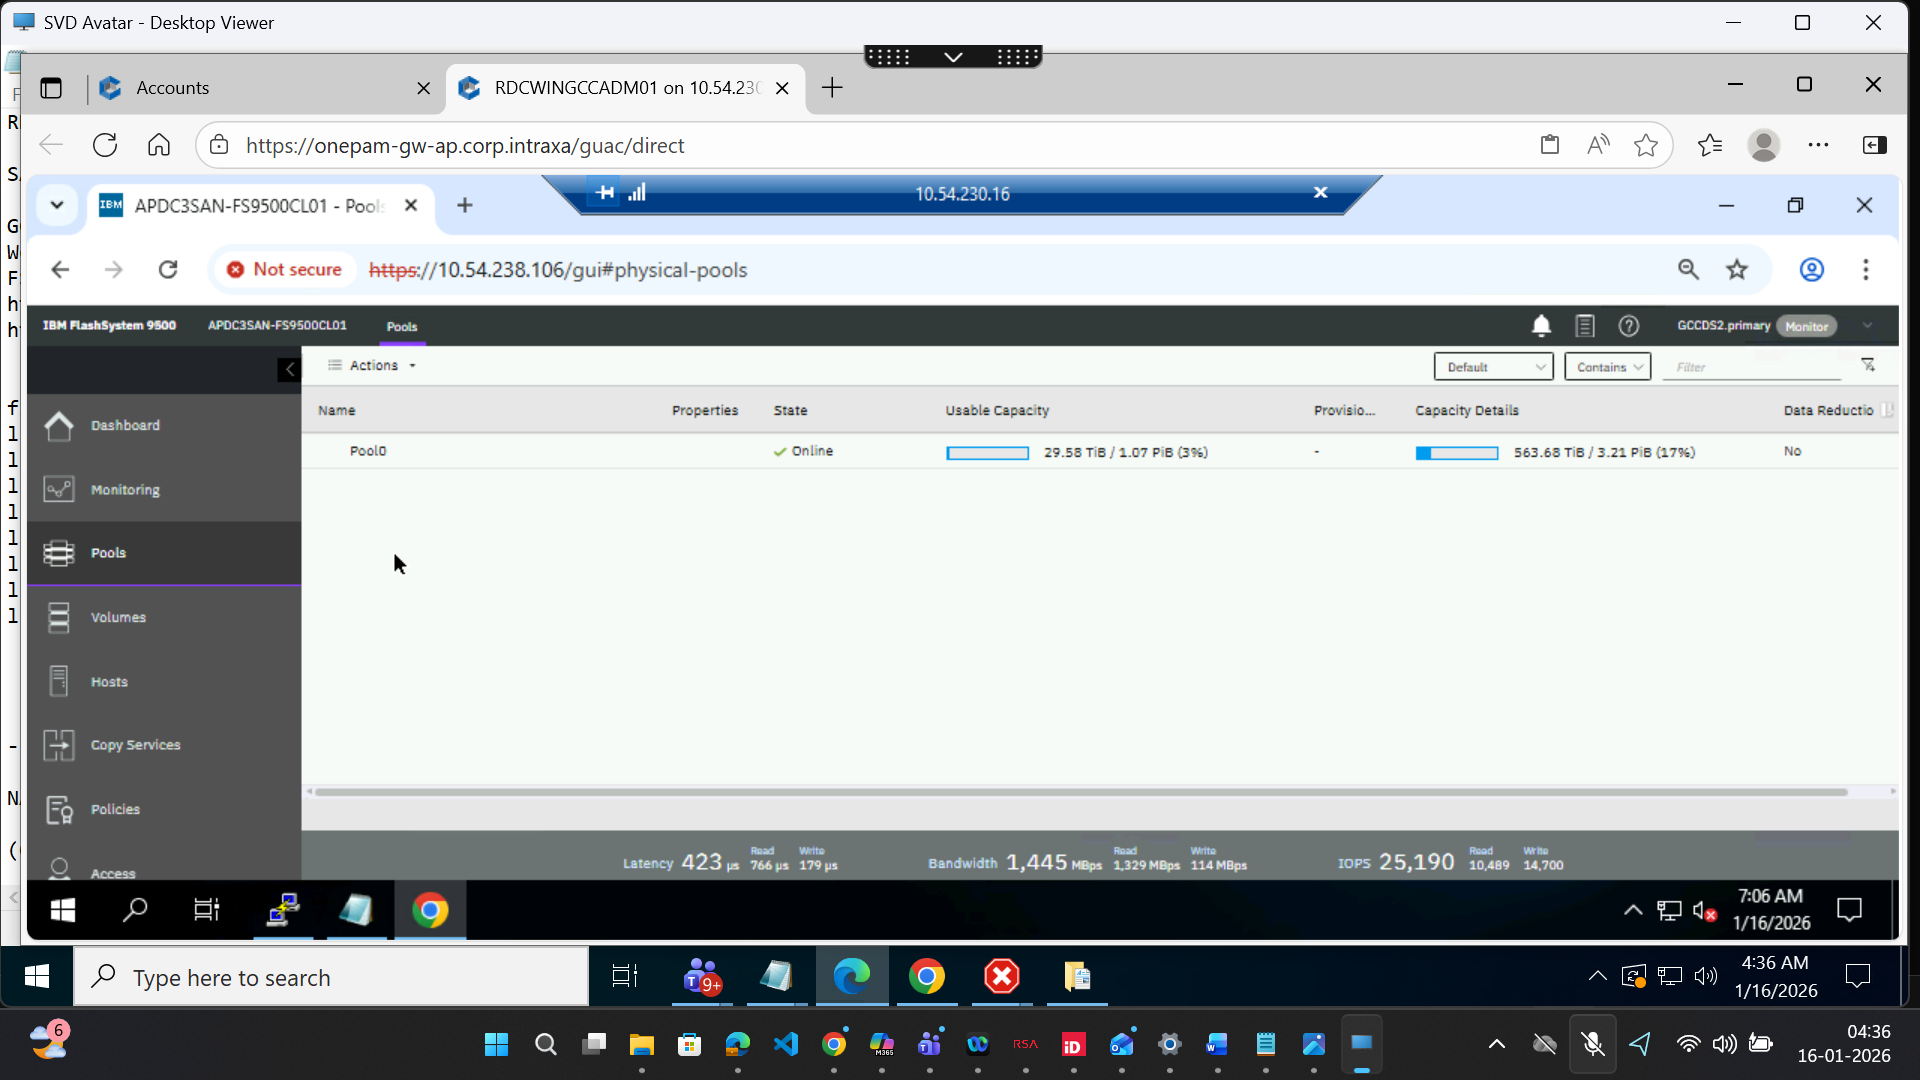 SVD Avatar - Desktop Viewer
Accounts
RDCWINGCCADM01 on 10.54.230
https://onepam-gw-ap.corp.intraxa/guac/direct
10.54.230.16
IBM
APDC3SAN-FS9500CL01 - Pools
Not secure
https://10.54.238.106/gui#physical-pools
IBM FlashSystem 9500
APDC3SAN-FS9500CL01
Pools
GCCDS2.primary
Monitor
Actions
Default
Contains
Filter
Name
Properties
State
Usable Capacity
Provisio...
Capacity Details
Data Reductio
Pool0
Online
29.58 TiB / 1.07 PiB (3%)
-
563.68 TiB / 3.21 PiB (17%)
No
Dashboard
Monitoring
Pools
Volumes
Hosts
Copy Services
Policies
Access
Latency 423 µs
Read
766 µs
Write
179 µs
Bandwidth 1,445 MBps
Read
1,329 MBps
Write
114 MBps
IOPS 25,190
Read
10,489
Write
14,700
7:06 AM
1/16/2026
Type here to search
9+
4:36 AM
1/16/2026
6
M365
RSA
iD
04:36
16-01-2026